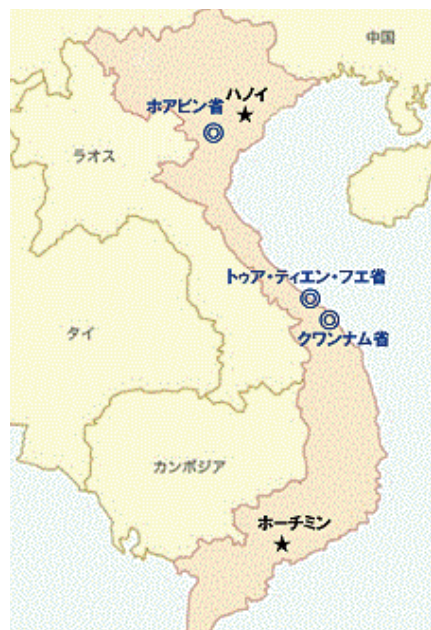 中国
ハノイ
ホアビン省
ラオス
トゥア・ティエン・フエ省
クワンナム省
タイ
カンボジア
ホーチミン